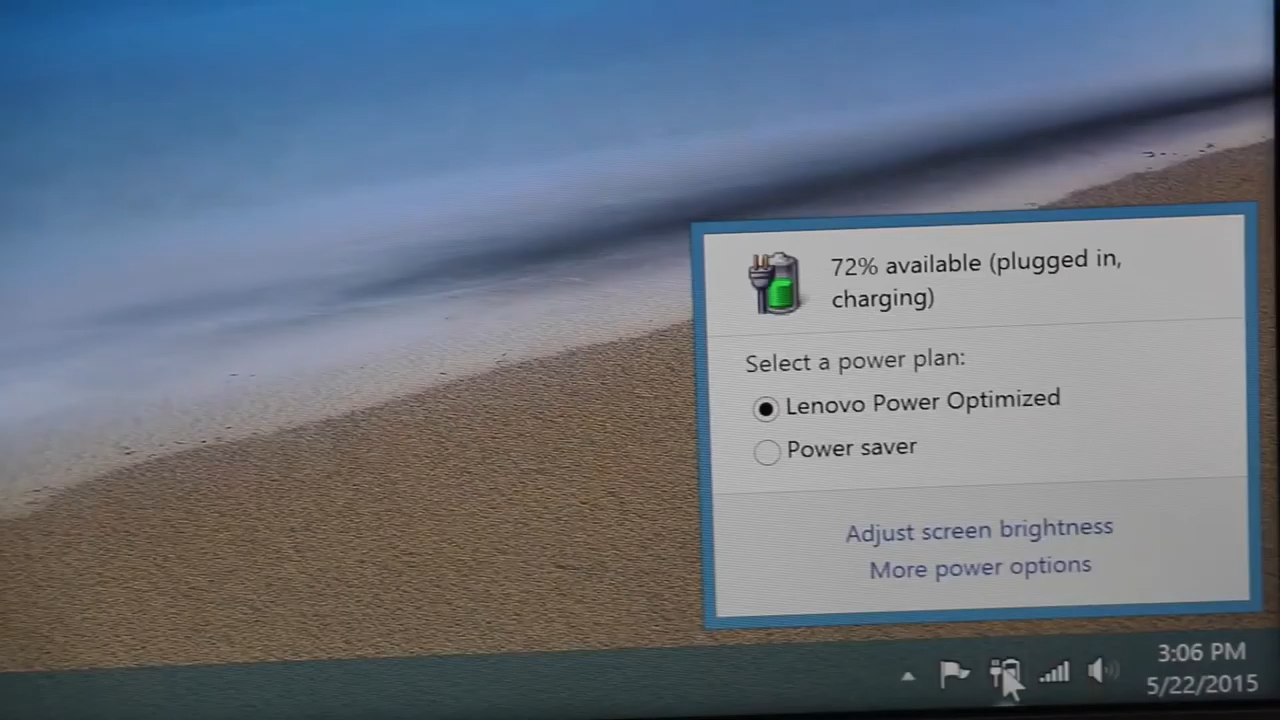 72% available (plugged in,
charging)
Select a power plan:
Lenovo Power Optimized
Power saver
Adjust screen brightness
More power options
3:06 PM
5/22/2015